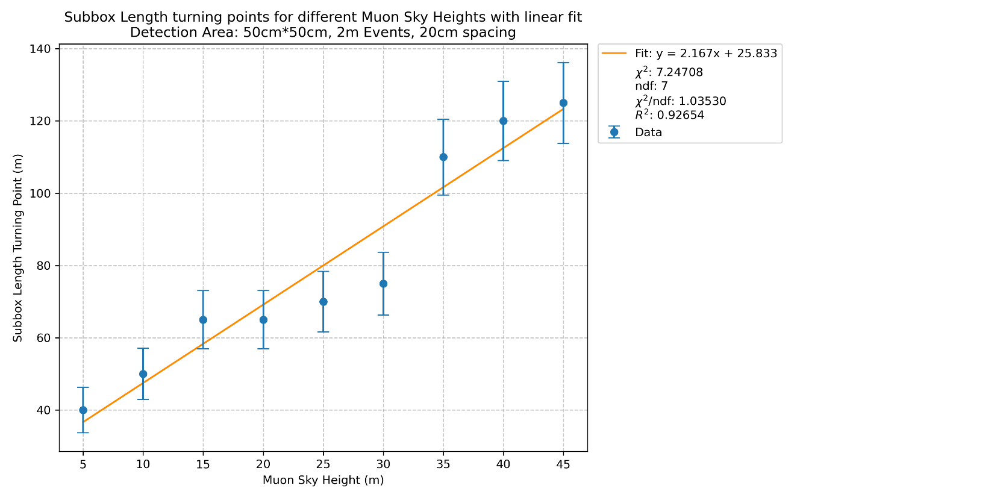 Subbox Length turning points for different Muon Sky Heights with linear fit
Detection Area: 50cm*50cm, 2m Events, 20cm spacing
140
120
100
80
60
40
Subbox Length Turning Point (m)
5 10 15 20 25 30 35 40 45
Muon Sky Height (m)
Fit: y = 2.167x + 25.833
χ²: 7.24708
ndf: 7
χ²/ndf: 1.03530
R²: 0.92654
Data